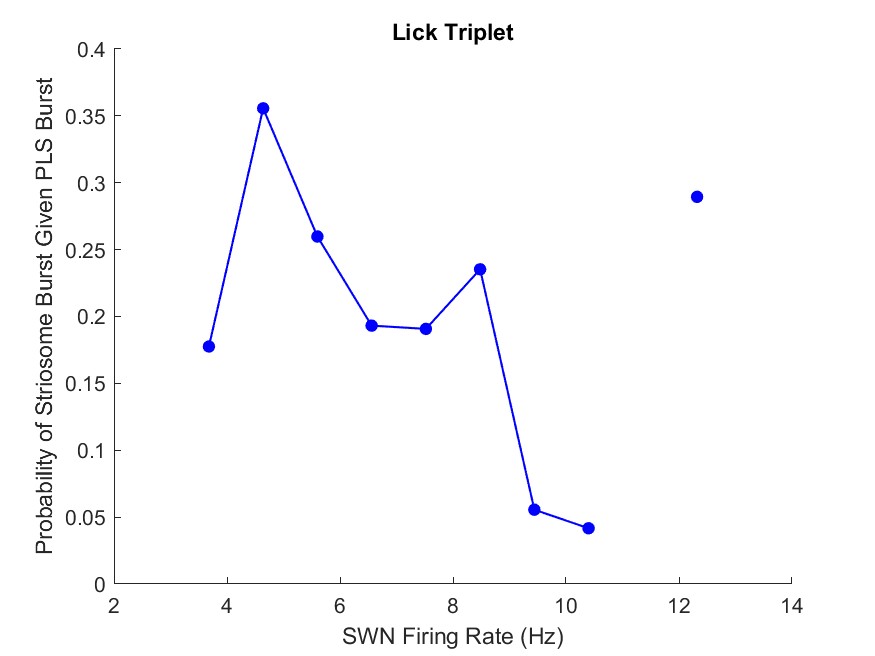 Lick Triplet
Probability of Striosome Burst Given PLS Burst
0.4
0.35
0.3
0.25
0.2
0.15
0.1
0.05
0
2 4 6 8 10 12 14
SWN Firing Rate (Hz)